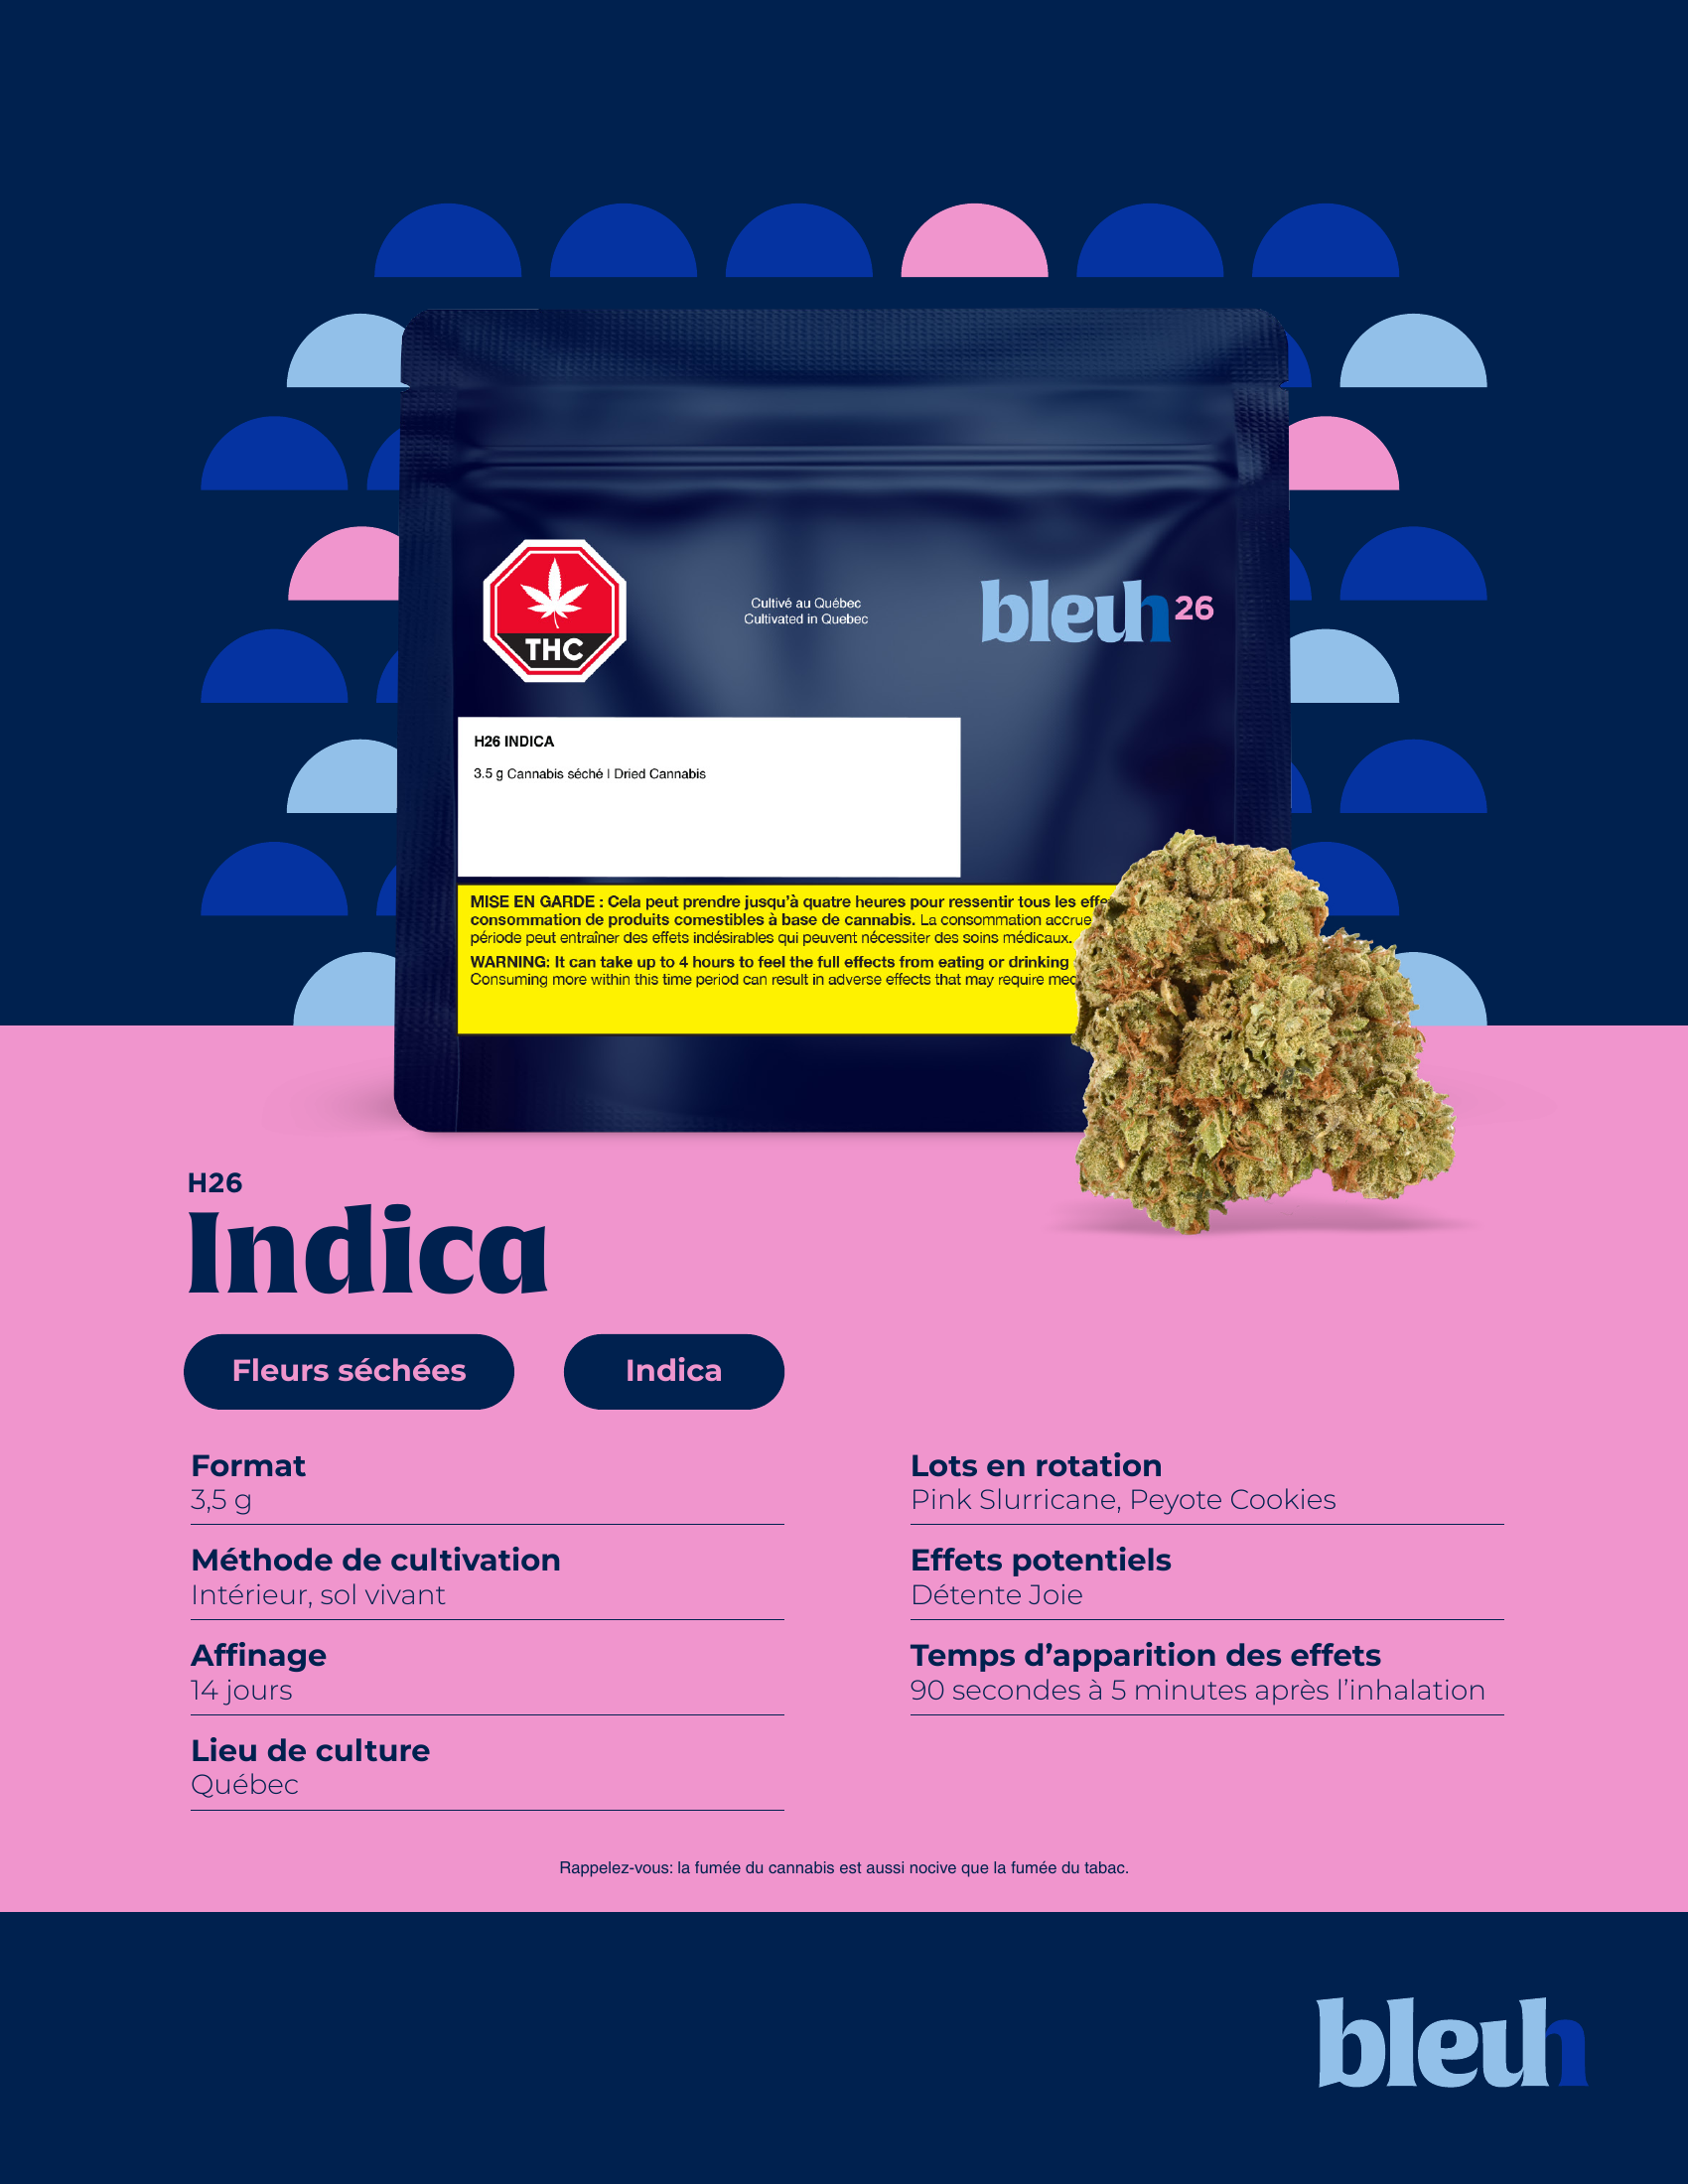 THC
Cultivé au Québec
Cultivated in Quebec
bleuh26
H26 INDICA
3.5 g Cannabis séché I Dried Cannabis
MISE EN GARDE : Cela peut prendre jusqu'à quatre heures pour ressentir tous les
consommation de produits comestibles à base de cannabis. La consommation accrue
période peut entraîner des effets indésirables qui peuvent nécessiter des soins médicaux.
WARNING: It can take up to 4 hours to feel the full effects from eating or drinking
Consuming more within this time period can result in adverse effects that may require
H26
Indica
Fleurs séchées
Indica
Format
3,5 g
Méthode de cultivation
Intérieur, sol vivant
Affinage
14 jours
Lieu de culture
Québec
Lots en rotation
Pink Slurricane, Peyote Cookies
Effets potentiels
Détente Joie
Temps d’apparition des effets
90 secondes à 5 minutes après l’inhalation
Rappelez-vous: la fumée du cannabis est aussi nocive que la fumée du tabac.
bleuh